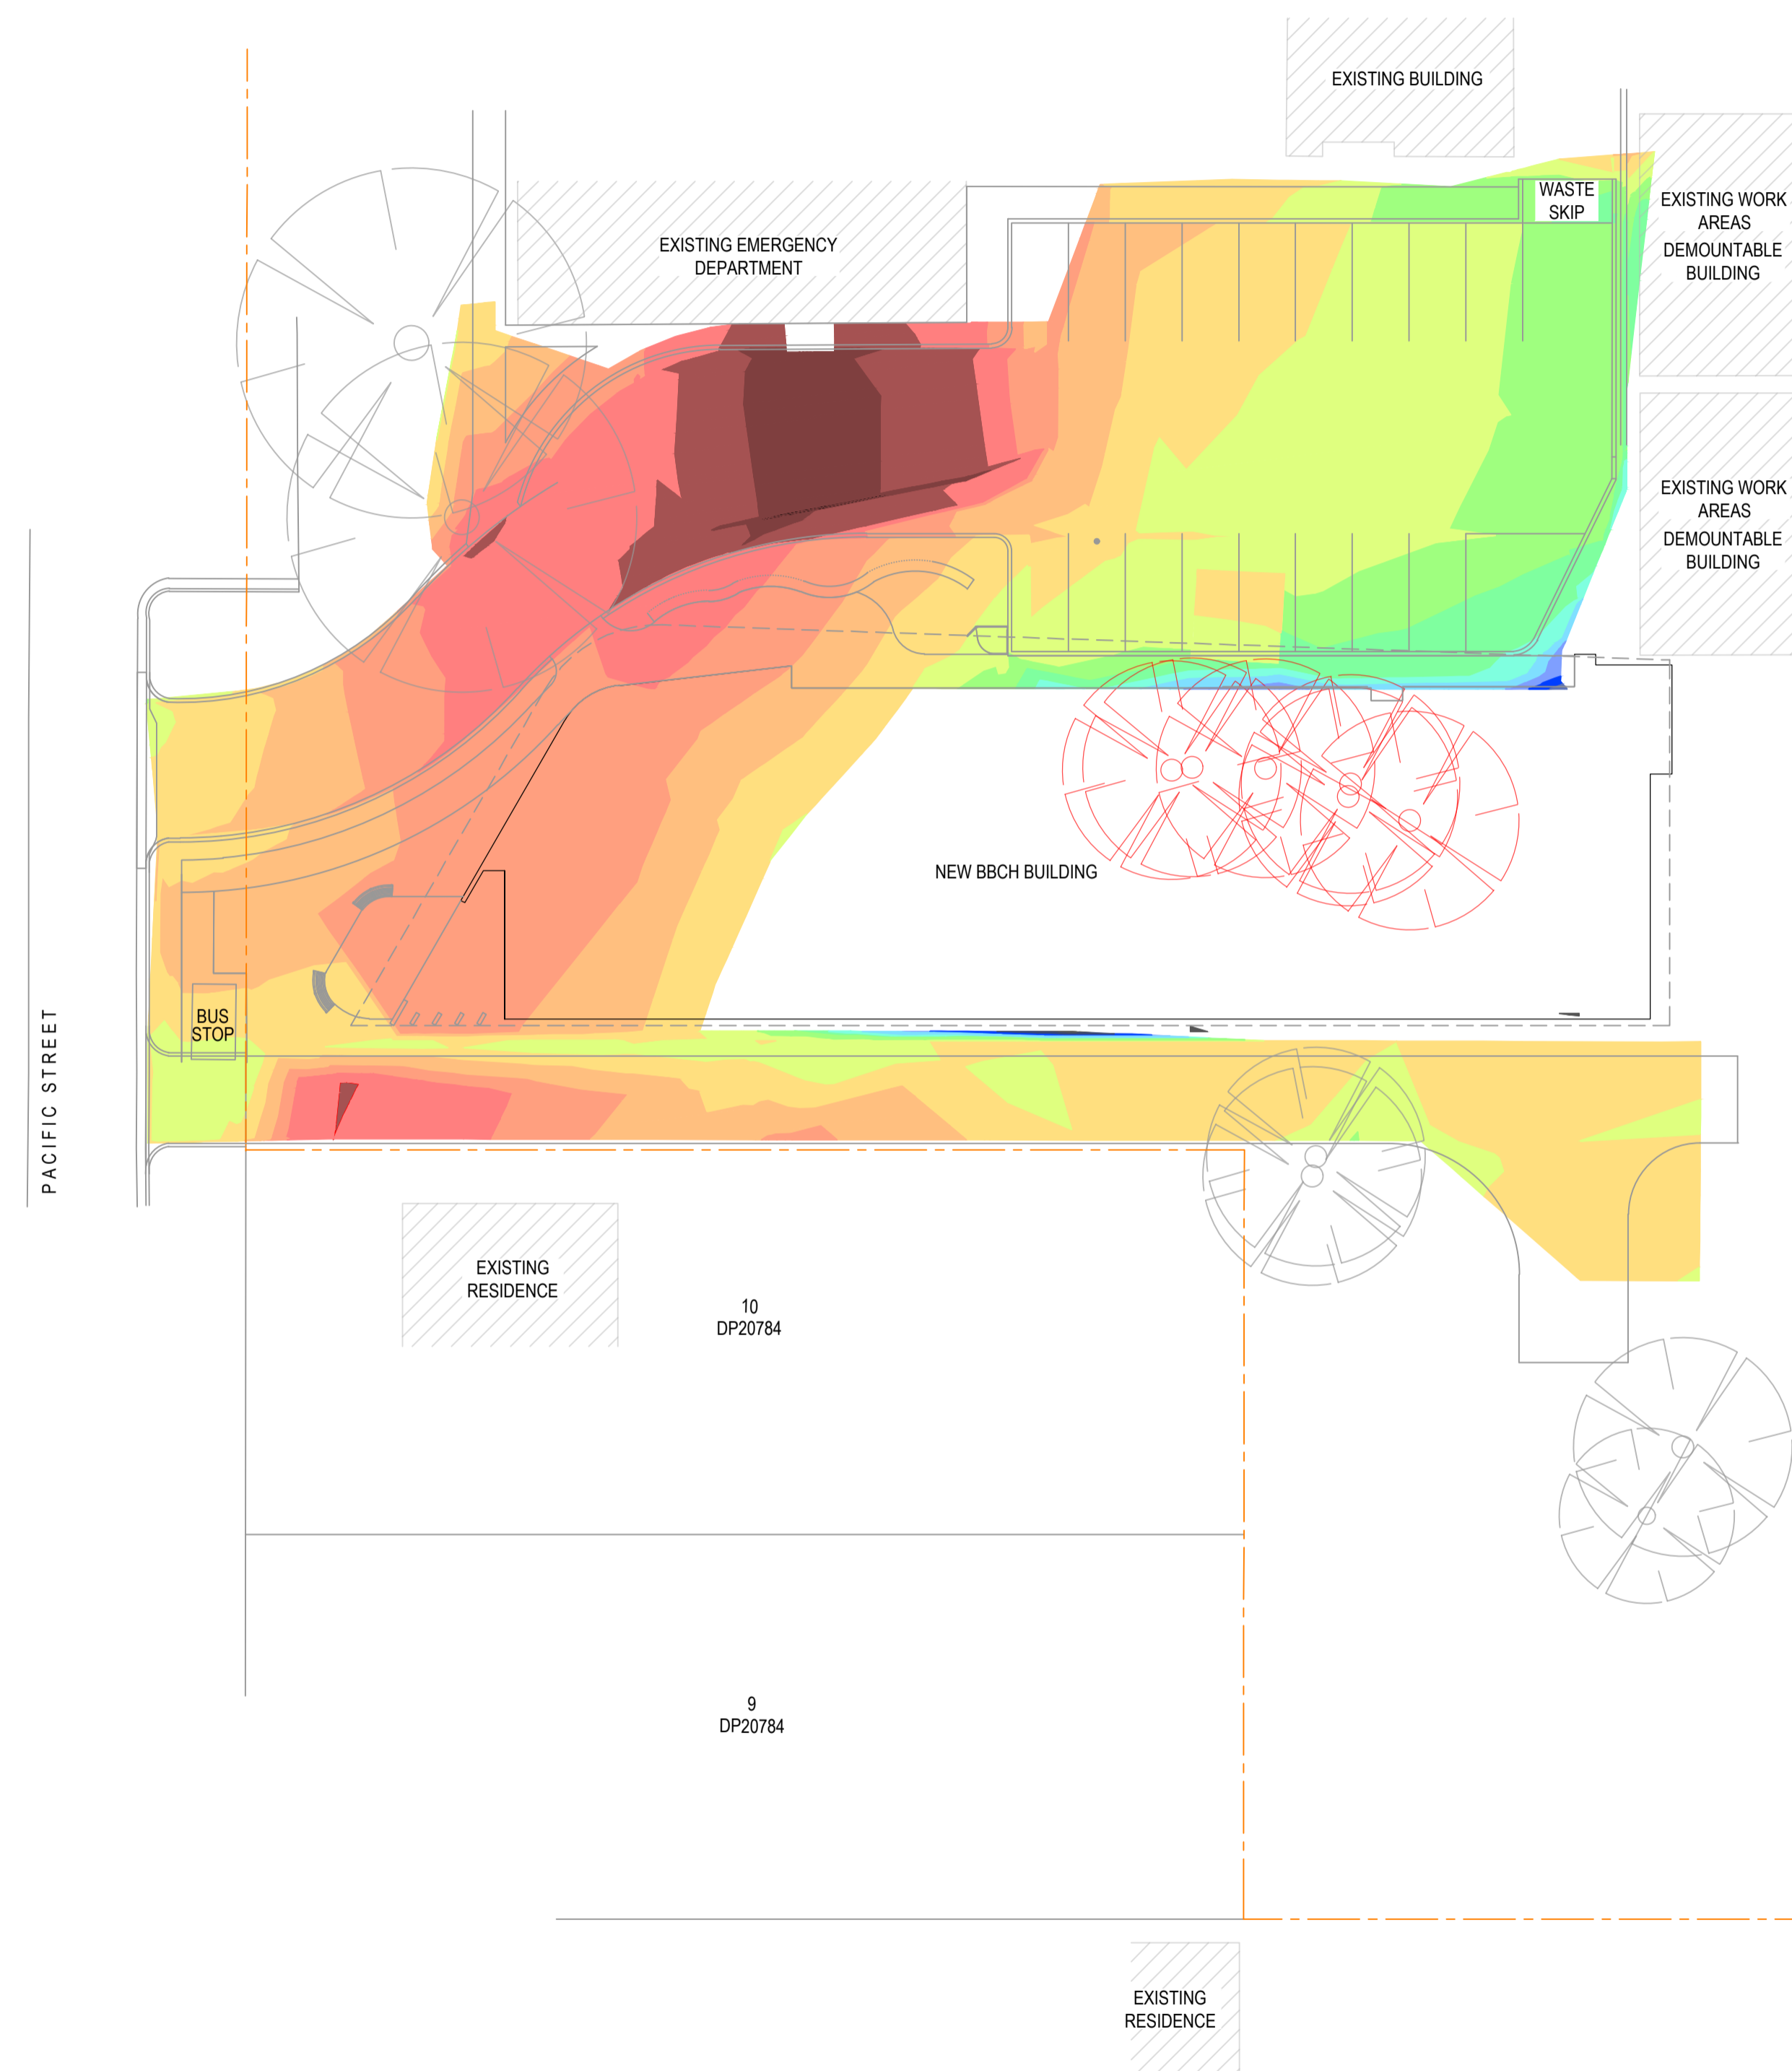 EXISTING BUILDING
WASTE
SKIP
EXISTING WORK
AREAS
DEMOUNTABLE
BUILDING
EXISTING EMERGENCY
DEPARTMENT
EXISTING WORK
AREAS
DEMOUNTABLE
BUILDING
NEW BBCH BUILDING
BUS
STOP
PACIFIC STREET
EXISTING
RESIDENCE
10
DP20784
9
DP20784
EXISTING
RESIDENCE